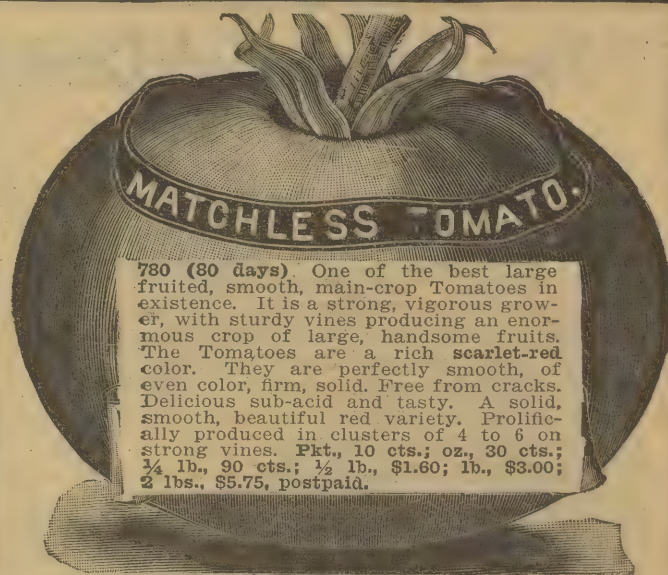 MATCHLESS TOMATO.
780 (80 days) One of the best large
fruited, smooth, main-crop Tomatoes in
existence. It is a strong, vigorous grow-
er, with sturdy vines producing an enor-
mous crop of large, handsome fruits.
The Tomatoes are a rich scarlet-red
color. They are perfectly smooth, of
even color, firm, solid. Free from cracks.
Delicious sub-acid and tasty. A solid,
smooth, beautiful red variety. Prolific-
ally produced in clusters of 4 to 6 on
strong vines. Pkt., 10 cts.; oz., 30 cts.;
¼ lb., 90 cts.; ½ lb., $1.60; lb., $3.00;
2 lbs., $5.75, postpaid.